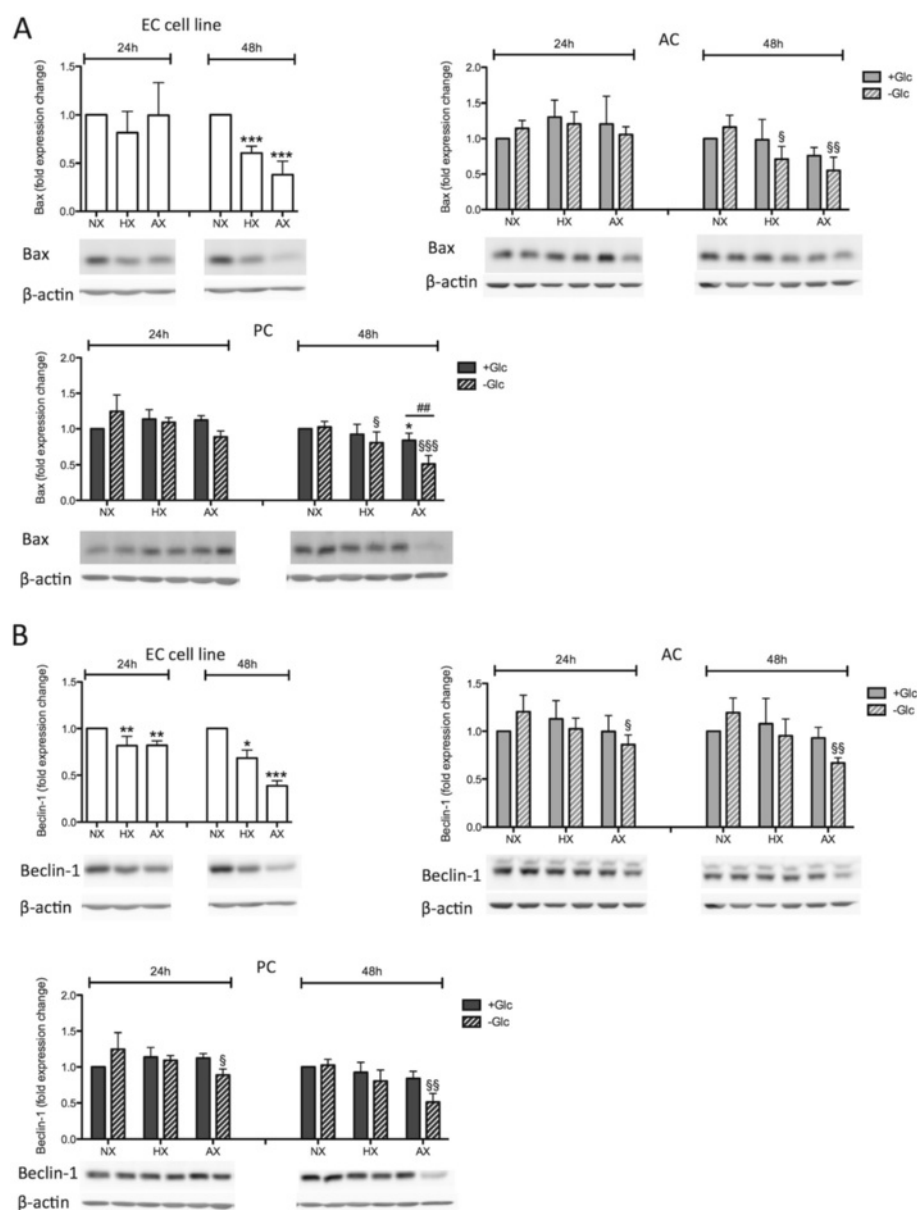 A
EC cell line
24h
48h
Bax (fold expression change)
1.5
1.0
0.5
0.0
***
***
NX HX AX NX HX AX
Bax
β-actin
AC
24h
48h
Bax (fold expression change)
2.0
1.5
1.0
0.5
0.0
§
§§
NX HX AX NX HX AX
+Glc
-Glc
Bax
β-actin
PC
24h
48h
Bax (fold expression change)
2.0
1.5
1.0
0.5
0.0
§
*
##
§§§
NX HX AX NX HX AX
+Glc
-Glc
Bax
β-actin
B
EC cell line
24h
48h
Beclin-1 (fold expression change)
1.5
1.0
0.5
0.0
**
**
*
***
NX HX AX NX HX AX
Beclin-1
β-actin
AC
24h
48h
Beclin-1 (fold expression change)
2.0
1.5
1.0
0.5
0.0
§
§§
NX HX AX NX HX AX
+Glc
-Glc
Beclin-1
β-actin
PC
24h
48h
Beclin-1 (fold expression change)
2.0
1.5
1.0
0.5
0.0
§
§§
NX HX AX NX HX AX
+Glc
-Glc
Beclin-1
β-actin